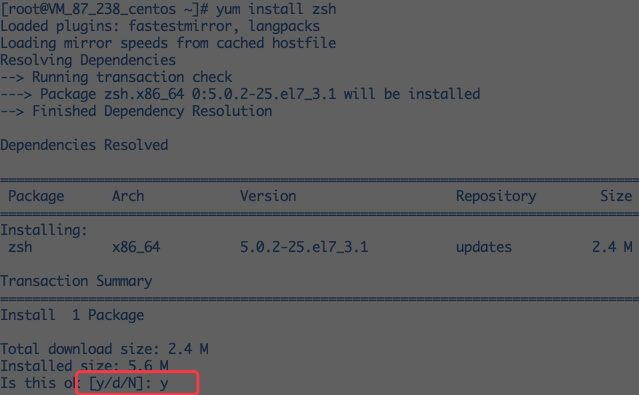 [root@VM_87_238_centos ~]# yum install zsh
Loaded plugins: fastestmirror, langpacks
Loading mirror speeds from cached hostfile
Resolving Dependencies
--> Running transaction check
---> Package zsh.x86_64 0:5.0.2-25.el7_3.1 will be installed
--> Finished Dependency Resolution
Dependencies Resolved
Package Arch Version Repository Size
Installing:
zsh x86_64 5.0.2-25.el7_3.1 updates 2.4 M
Transaction Summary
Install 1 Package
Total download size: 2.4 M
Installed size: 5.6 M
Is this ok [y/d/N]: y